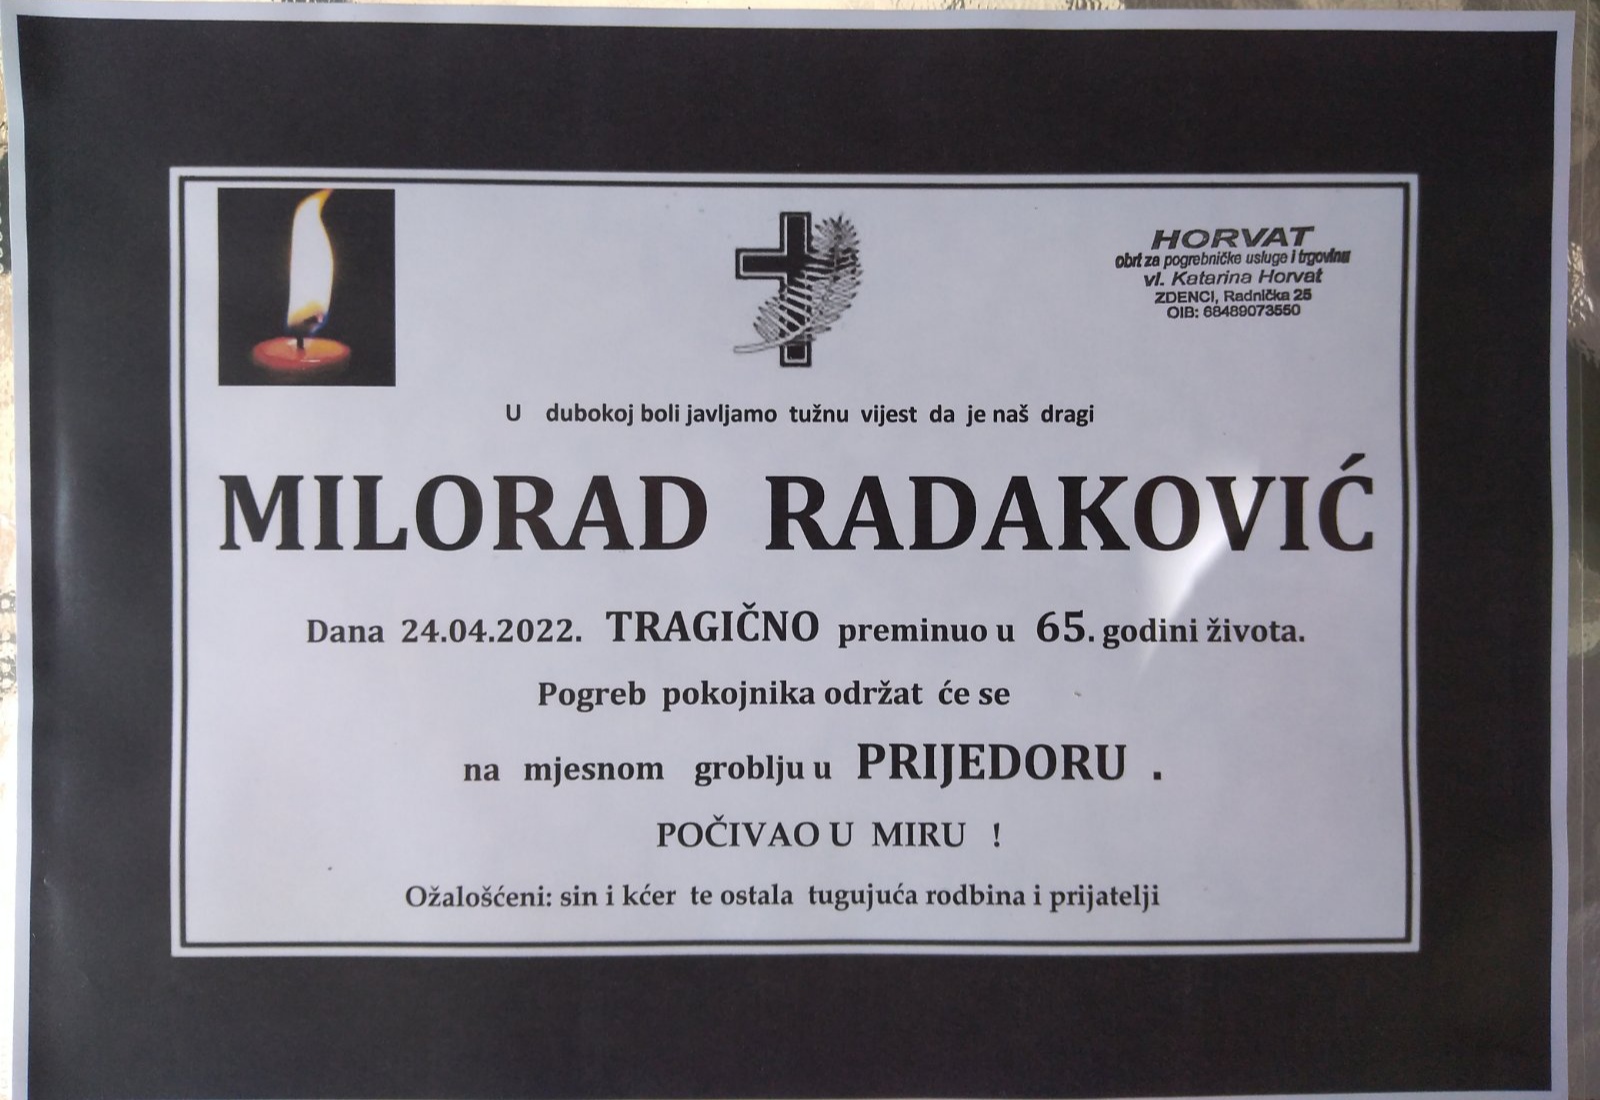 HORVAT
obrt za pogrebničke usluge i trgovinu
vl. Katarina Horvat
ZDENCI, Radnička 25
OIB: 68489073550
U dubokoj boli javljamo tužnu vijest da je naš dragi
MILORAD RADAKOVIĆ
Dana 24.04.2022. TRAGIČNO preminuo u 65. godini života.
Pogreb pokojnika održat će se
na mjesnom groblju u PRIJEDORU .
POČIVAO U MIRU !
Ožalošćeni: sin i kćer te ostala tugujuća rodbina i prijatelji